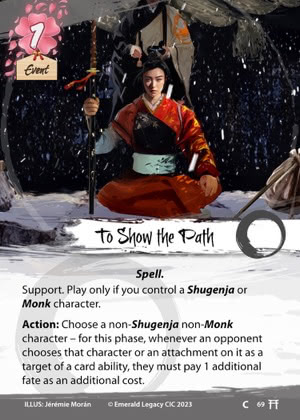 1
Event
To Show the Path
Spell.
Support. Play only if you control a Shugenja or
Monk character.
Action: Choose a non-Shugenja non-Monk
character – for this phase, whenever an opponent
chooses that character or an attachment on it as a
target of a card ability, they must pay 1 additional
fate as an additional cost.
ILLUS: Jérémie Morán © Emerald Legacy CIC 2023 C 69